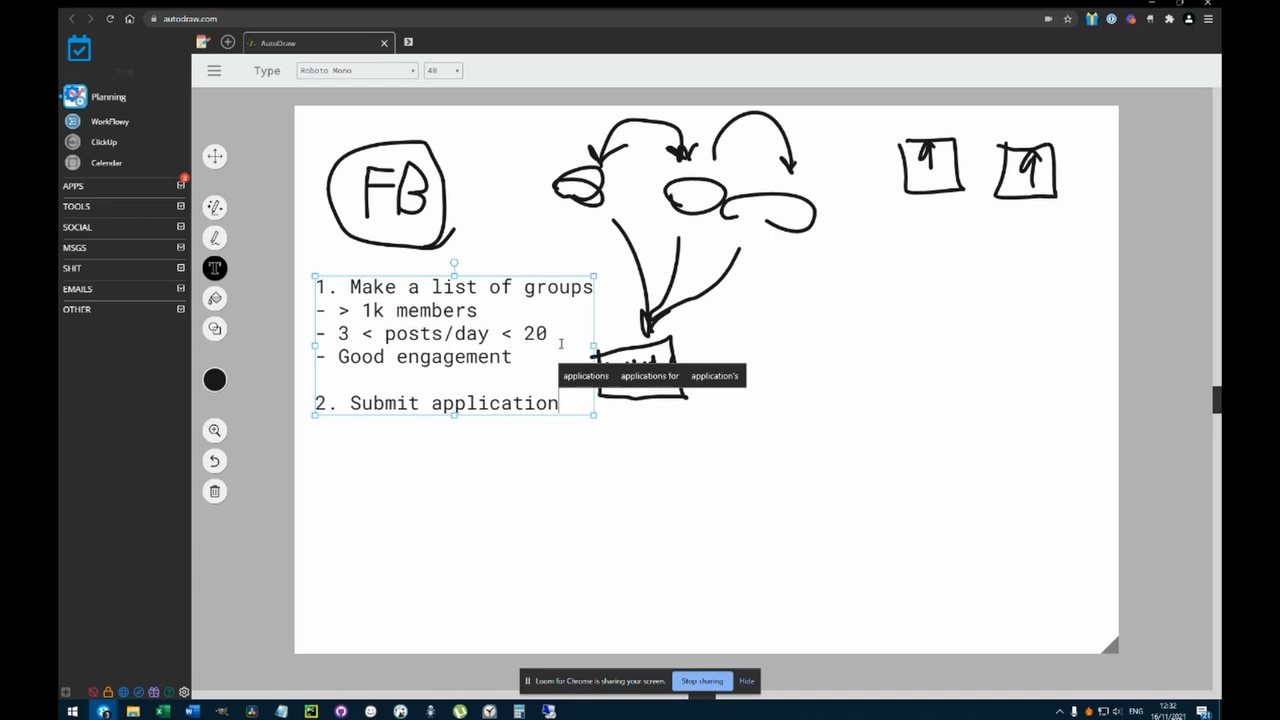 autodraw.com
AutoDraw
Type
Roboto Mono
48
Planning
WorkFlowy
ClickUp
Calendar
3
APPS
TOOLS
SOCIAL
MSGS
SHIT
EMAILS
OTHER
FB
1. Make a list of groups
- > 1k members
- 3 < posts/day < 20
- Good engagement
applications applications for application's
2. Submit application
Loom for Chrome is sharing your screen. Stop sharing Hide
ENG
12:32
16/11/2021